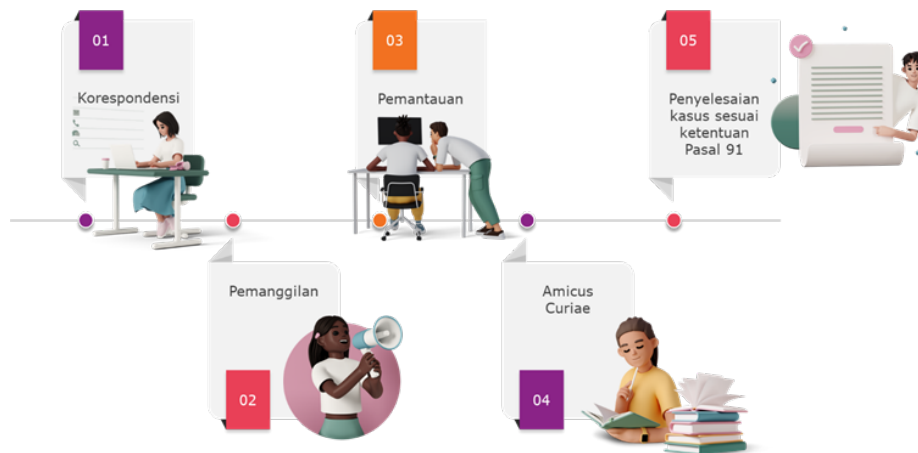 01
Korespondensi
02
Pemanggilan
03
Pemantauan
04
Amicus
Curiae
05
Penyelesaian
kasus sesuai
ketentuan
Pasal 91